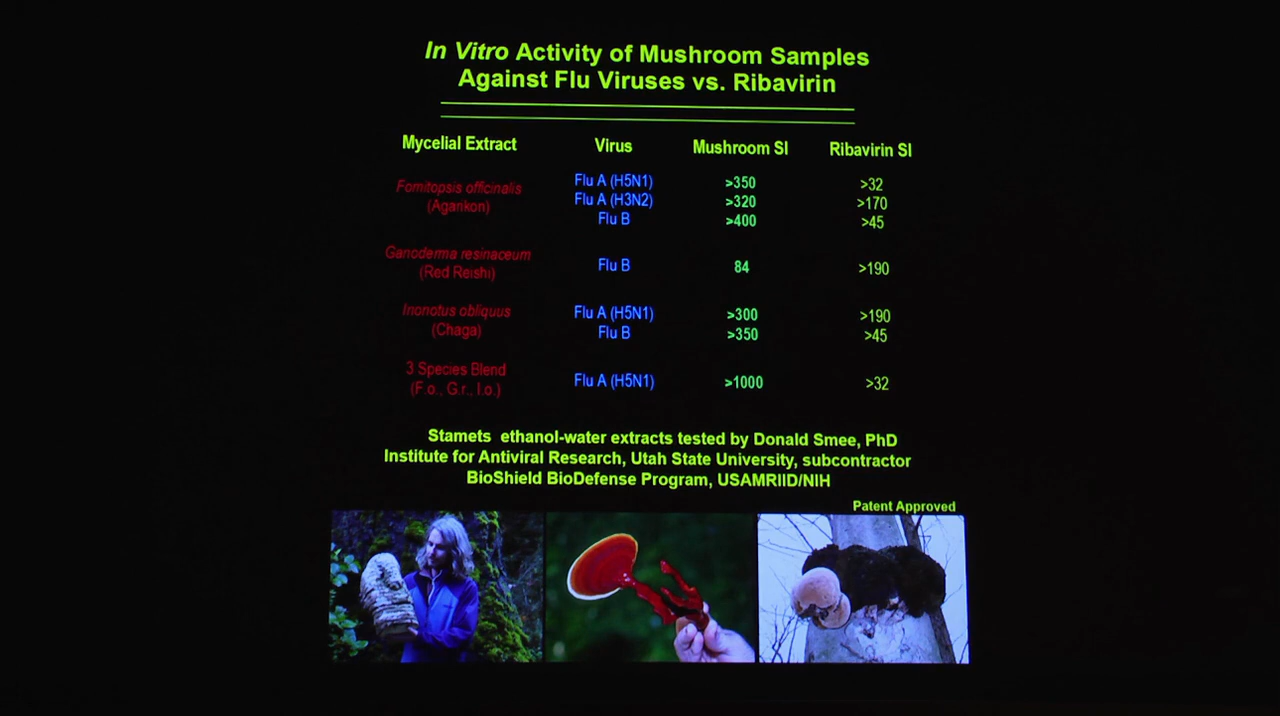 In Vitro Activity of Mushroom Samples
Against Flu Viruses vs. Ribavirin
Mycelial Extract Virus Mushroom SI Ribavirin SI
Fomitopsis officinalis
(Agarikon)
Flu A (H5N1) >350 >32
Flu A (H3N2) >320 >170
Flu B >400 >45
Ganoderma resinaceum
(Red Reishi)
Flu B 84 >190
Inonotus obliquus
(Chaga)
Flu A (H5N1) >300 >190
Flu B >350 >45
3 Species Blend
(F.o., G.r., I.o.)
Flu A (H5N1) >1000 >32
Stamets ethanol-water extracts tested by Donald Smee, PhD
Institute for Antiviral Research, Utah State University, subcontractor
BioShield BioDefense Program, USAMRIID/NIH
Patent Approved